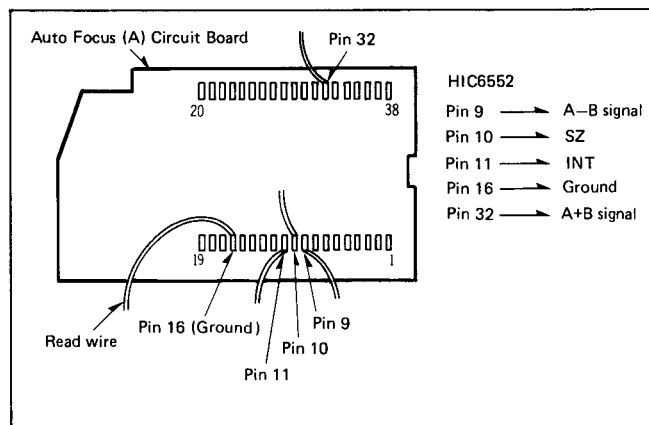 Auto Focus (A) Circuit Board
Pin 32
20
38
19
1
Read wire
Pin 16 (Ground)
Pin 9
Pin 10
Pin 11
HIC6552
Pin 9 → A−B signal
Pin 10 → SZ
Pin 11 → INT
Pin 16 → Ground
Pin 32 → A+B signal